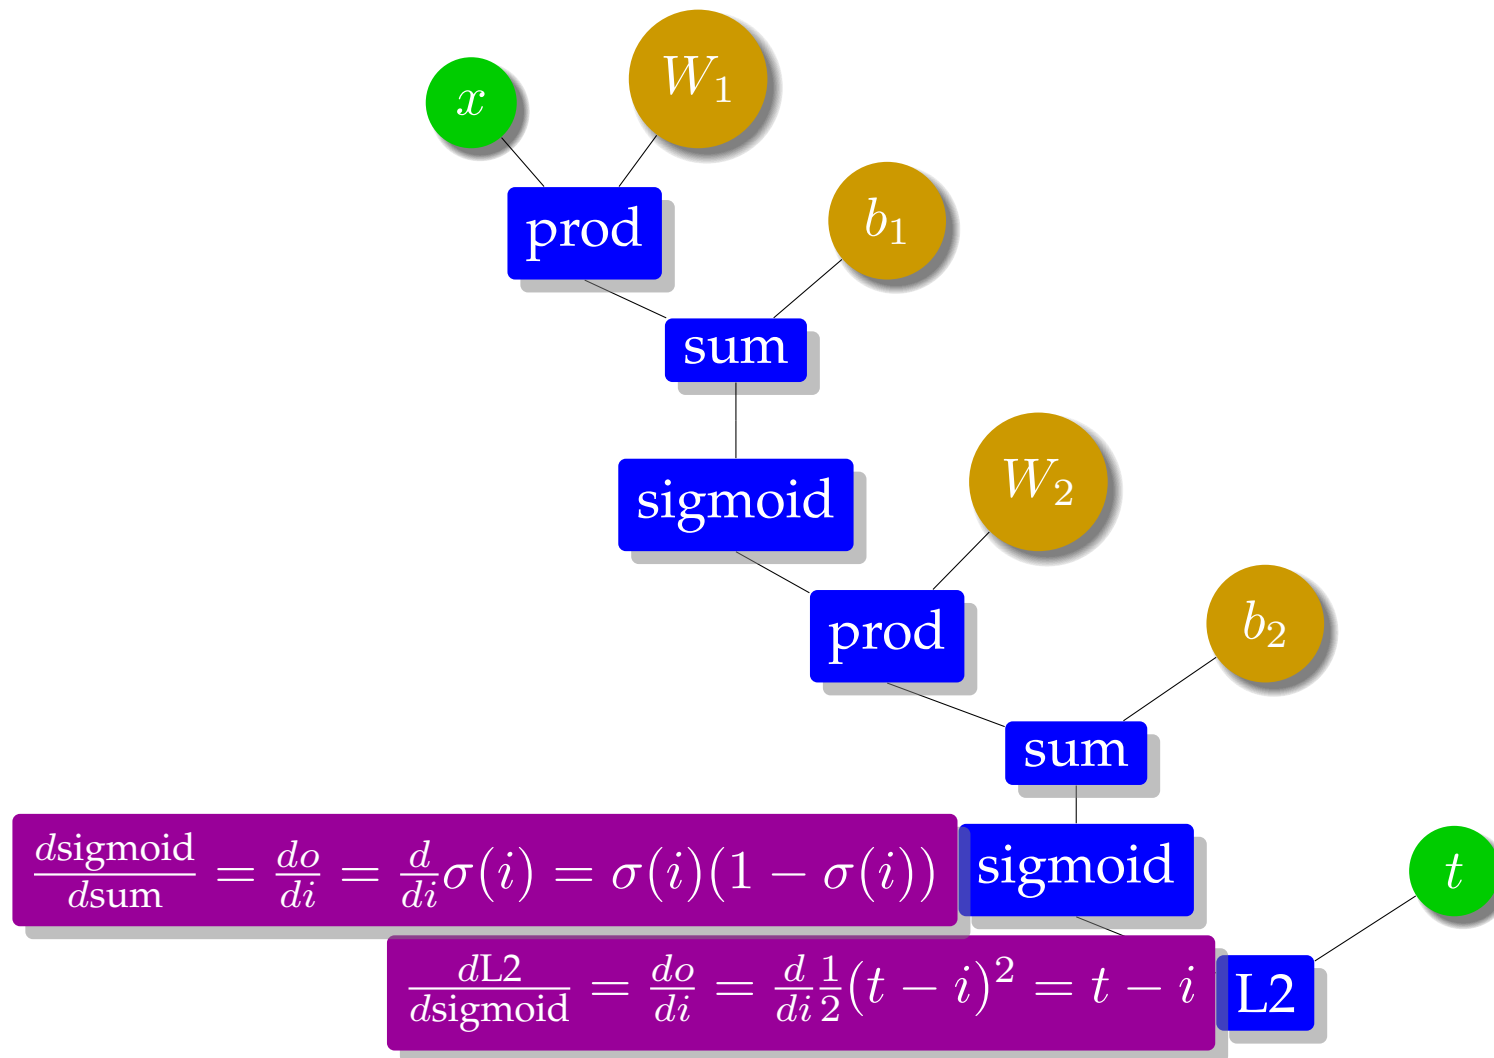 x
W₁
prod
b₁
sum
sigmoid
W₂
prod
b₂
sum
dsigmoid/dsum = do/di = d/di σ(i) = σ(i)(1 − σ(i))
sigmoid
t
dL2/dsigmoid = do/di = d/di 1/2 (t − i)² = t − i
L2